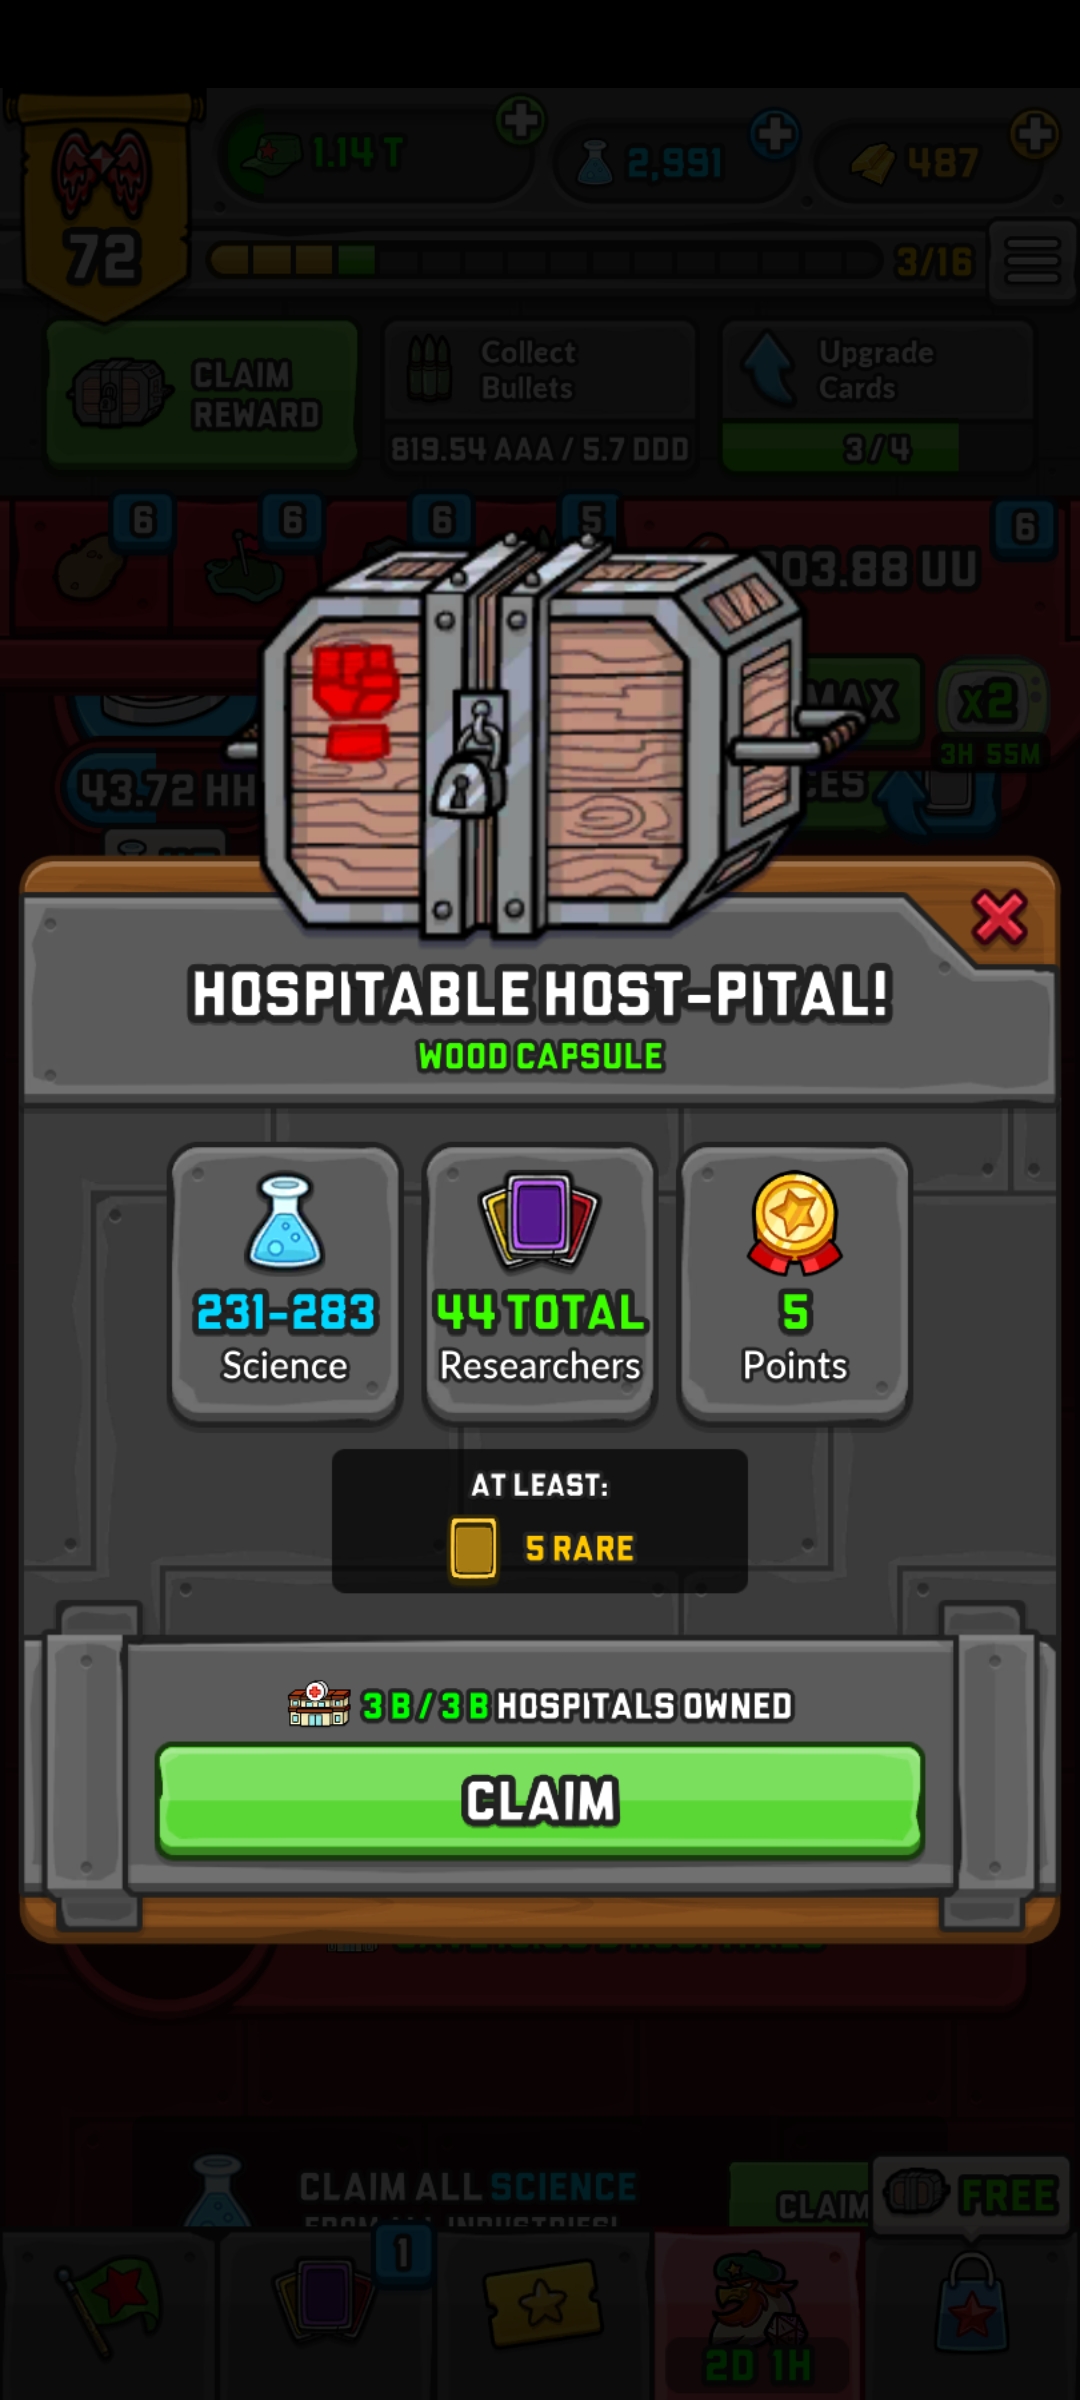 1.14 T
2,991
487
72
3/16
CLAIM
REWARD
Collect
Bullets
819.54 AAA / 5.7 DDD
Upgrade
Cards
3/4
6
6
6
5
6
03.88 UU
MAX
x2
3H 55M
43.72 HH
HOSPITABLE HOST-PITAL!
WOOD CAPSULE
231-283
Science
44 TOTAL
Researchers
5
Points
AT LEAST:
5 RARE
3 B / 3 B HOSPITALS OWNED
CLAIM
CLAIM ALL SCIENCE
FROM ALL INDUSTRIES!
CLAIM
FREE
1
2D 1H